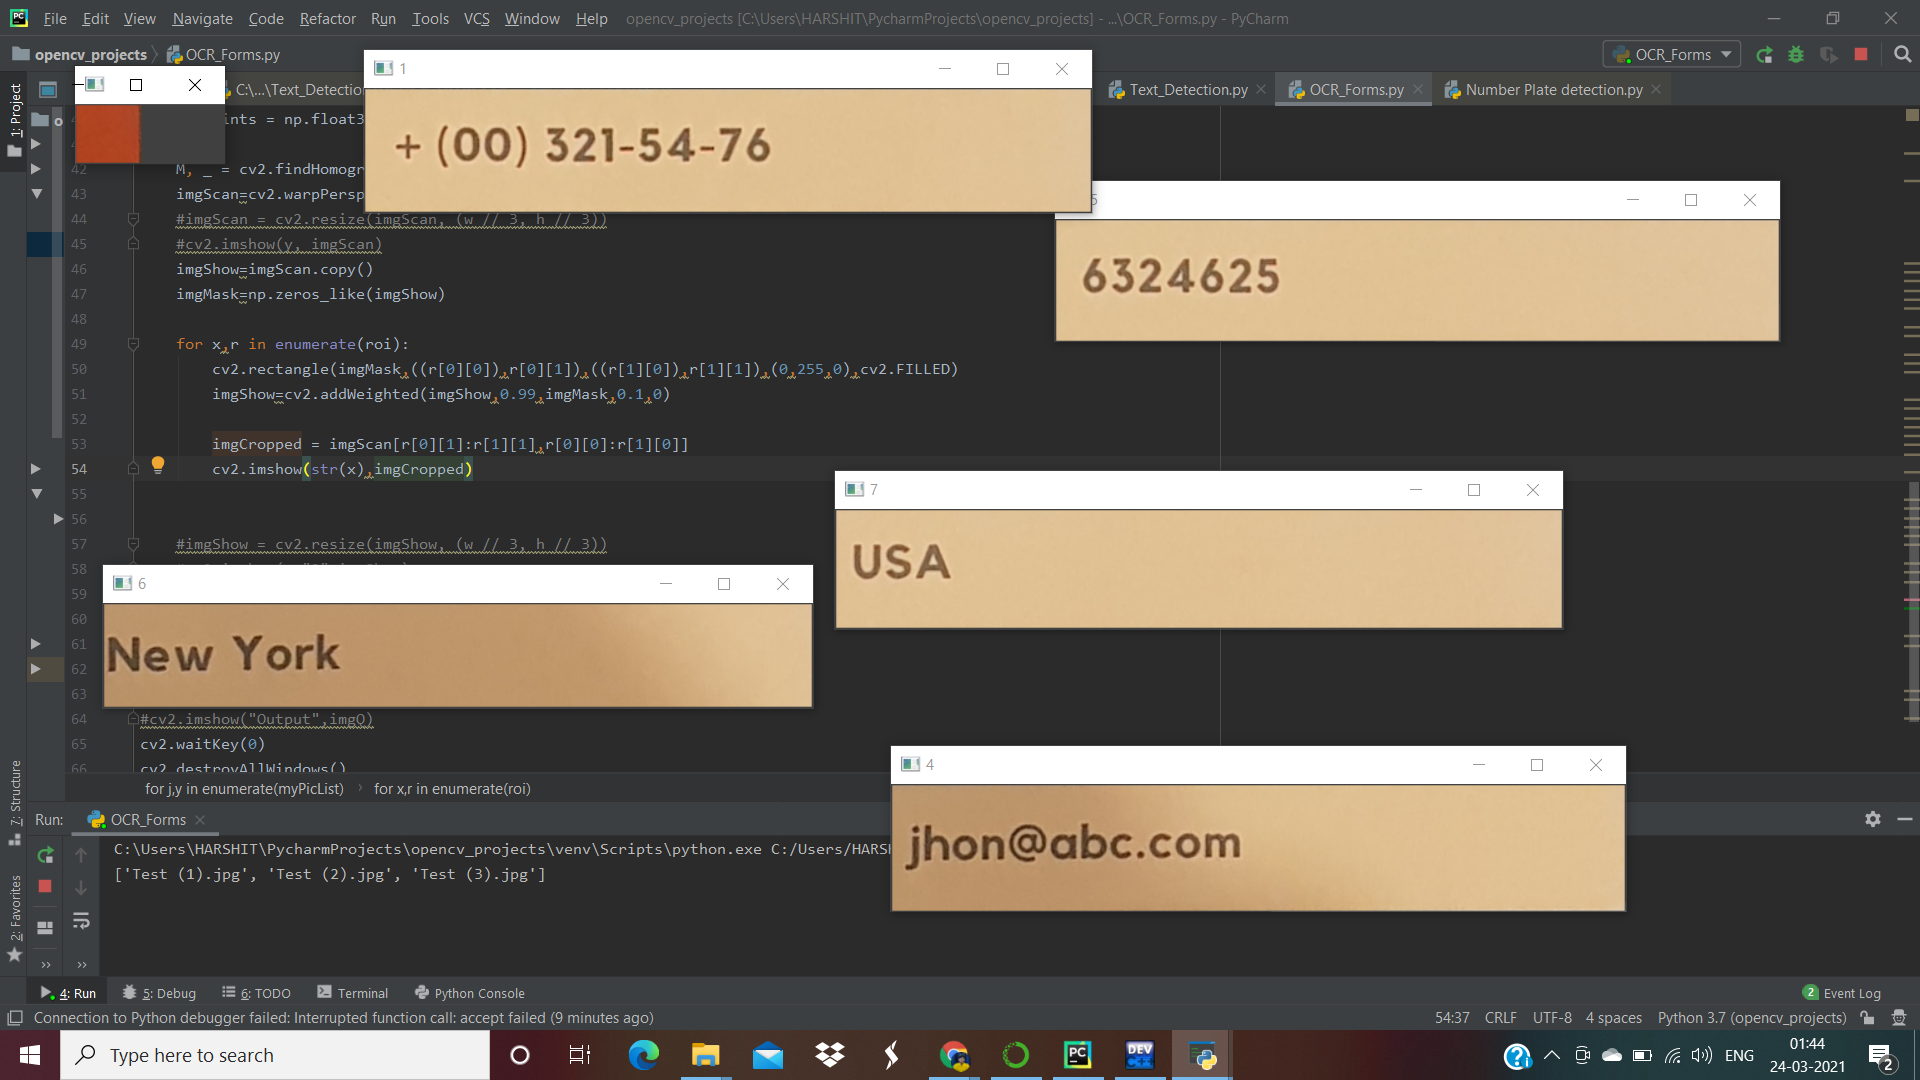 File Edit View Navigate Code Refactor Run Tools VCS Window Help opencv_projects [C:\Users\HARSHIT\PycharmProjects\opencv_projects] - ...\OCR_Forms.py - PyCharm
opencv_projects OCR_Forms.py
OCR_Forms
C:\...\Text_Detection
Text_Detection.py
OCR_Forms.py
Number Plate detection.py
1: Project
ints = np.float3
42 M, _ = cv2.findHomogr
43 imgScan=cv2.warpPersp
44 #imgScan = cv2.resize(imgScan, (w // 3, h // 3))
45 #cv2.imshow(y, imgScan)
46 imgShow=imgScan.copy()
47 imgMask=np.zeros_like(imgShow)
48
49 for x,r in enumerate(roi):
50 cv2.rectangle(imgMask,((r[0][0]),r[0][1]),((r[1][0]),r[1][1]),(0,255,0),cv2.FILLED)
51 imgShow=cv2.addWeighted(imgShow,0.99,imgMask,0.1,0)
52
53 imgCropped = imgScan[r[0][1]:r[1][1],r[0][0]:r[1][0]]
54 cv2.imshow(str(x),imgCropped)
55
56
57 #imgShow = cv2.resize(imgShow, (w // 3, h // 3))
58
59
60
61
62
63
64 #cv2.imshow("Output",imgQ)
65 cv2.waitKey(0)
66 cv2.destroyAllWindows()
1
+ (00) 321-54-76
5
6324625
7
USA
6
New York
4
jhon@abc.com
for j,y in enumerate(myPicList) › for x,r in enumerate(roi)
7: Structure
2: Favorites
Run: OCR_Forms
C:\Users\HARSHIT\PycharmProjects\opencv_projects\venv\Scripts\python.exe C:/Users/HARSH
['Test (1).jpg', 'Test (2).jpg', 'Test (3).jpg']
4: Run 5: Debug 6: TODO Terminal Python Console
2 Event Log
Connection to Python debugger failed: Interrupted function call: accept failed (9 minutes ago)
54:37 CRLF UTF-8 4 spaces Python 3.7 (opencv_projects)
Type here to search
PC
DEV
ENG
01:44
24-03-2021
2